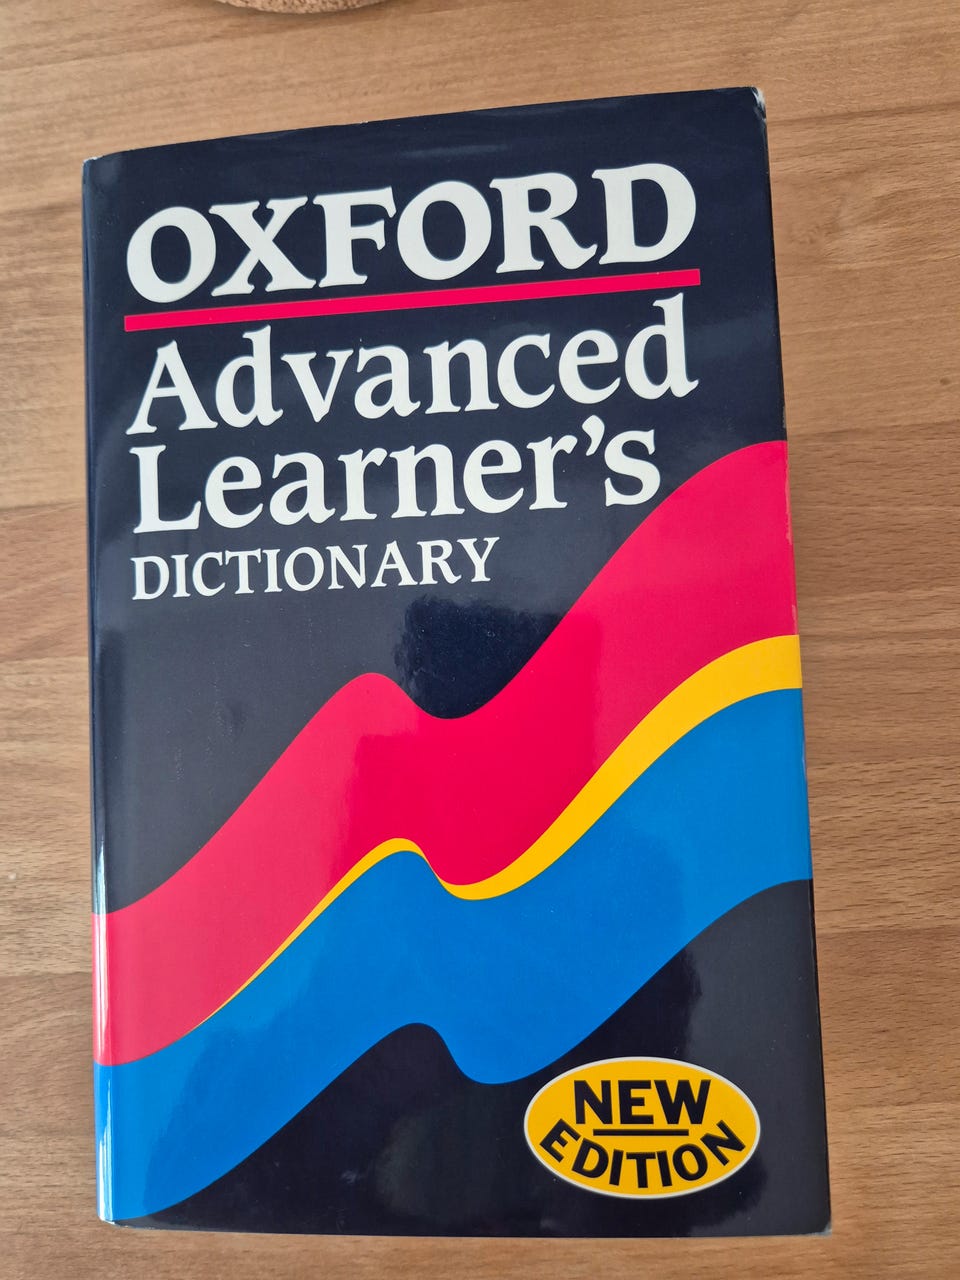 OXFORD
Advanced
Learner's
DICTIONARY
NEW
EDITION